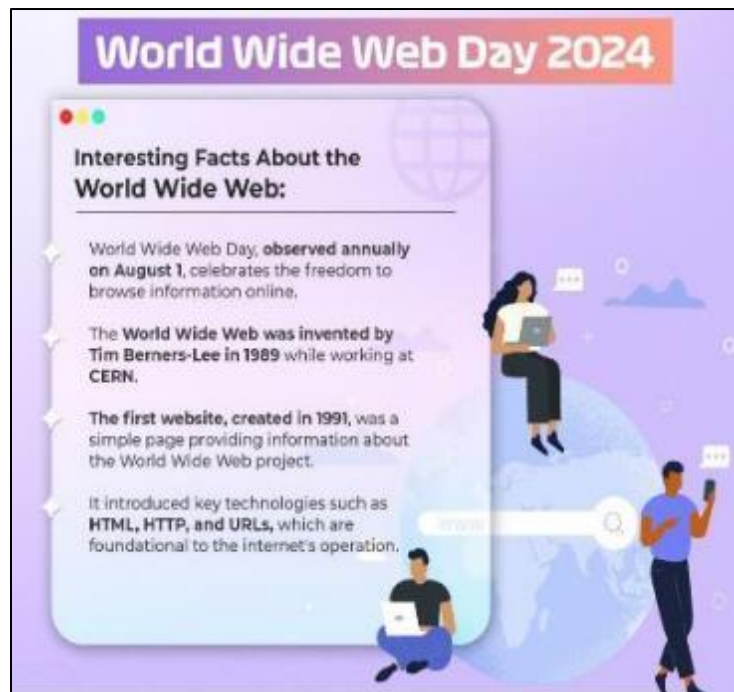 World Wide Web Day 2024
Interesting Facts About the
World Wide Web:
World Wide Web Day, observed annually
on August 1, celebrates the freedom to
browse information online.
The World Wide Web was invented by
Tim Berners-Lee in 1989 while working at
CERN.
The first website, created in 1991, was a
simple page providing information about
the World Wide Web project.
It introduced key technologies such as
HTML, HTTP, and URLs, which are
foundational to the internet's operation.
www